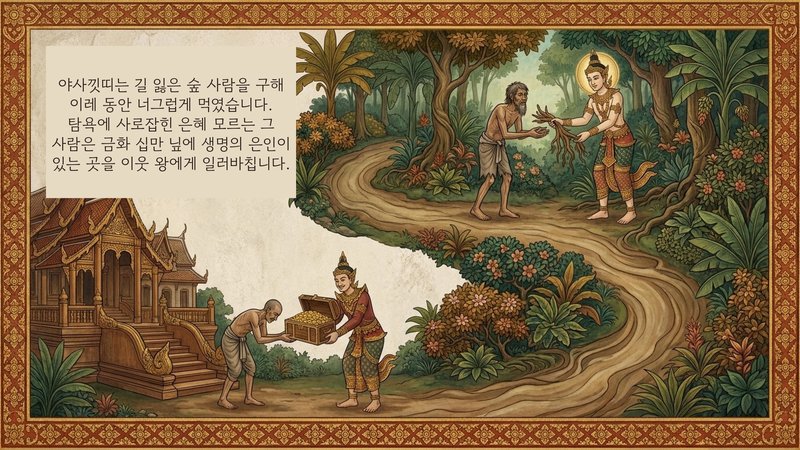 야사낏띠는 길 잃은 숲 사람을 구해
이레 동안 너그럽게 먹였습니다.
탐욕에 사로잡힌 은혜 모르는 그
사람은 금화 십만 닢에 생명의 은인이
있는 곳을 이웃 왕에게 일러바칩니다.